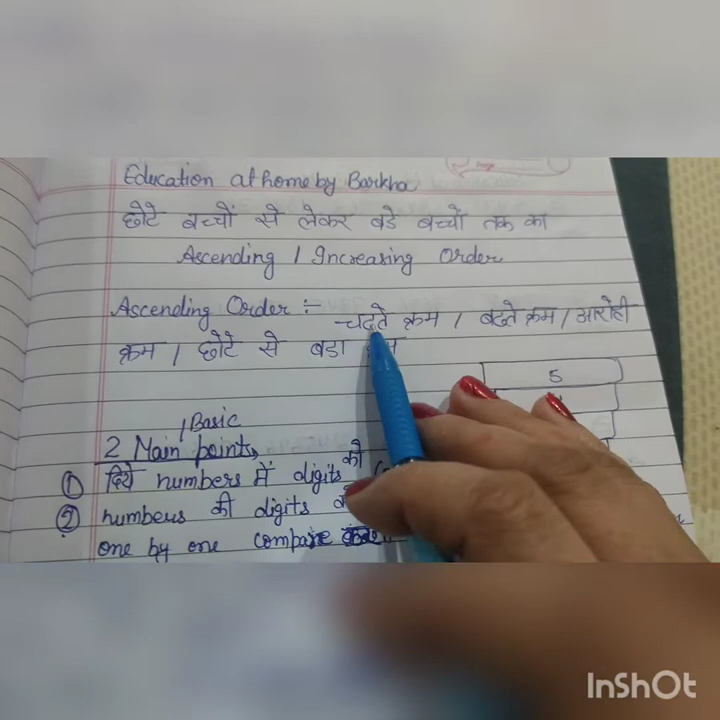 Education at home by Barkha
छोटे बच्चों से लेकर बडे बच्चों तक का
Ascending / Increasing Order
Ascending Order :- चढ़ते क्रम / बढते क्रम / आरोही
क्रम / छोटे से बडा
5
/ Basic
2 Main points,
① दिये numbers में digits को
② numbers की digits
one by one compare
InShOt